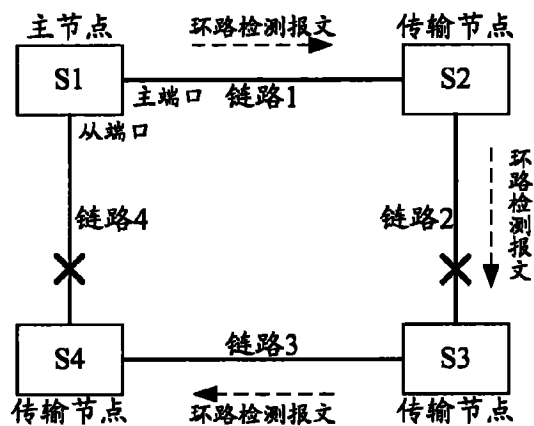 主节点
环路检测报文
传输节点
S1
S2
主端口
链路1
从端口
环路检测报文
链路4
链路2
S4
链路3
S3
传输节点
环路检测报文
传输节点